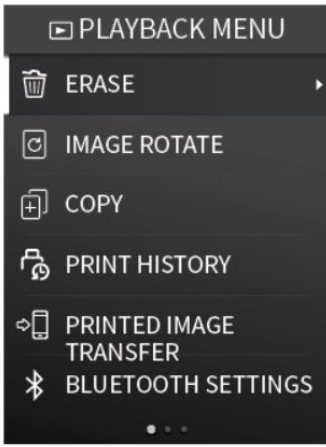 PLAYBACK MENU
ERASE
IMAGE ROTATE
COPY
PRINT HISTORY
PRINTED IMAGE
TRANSFER
BLUETOOTH SETTINGS